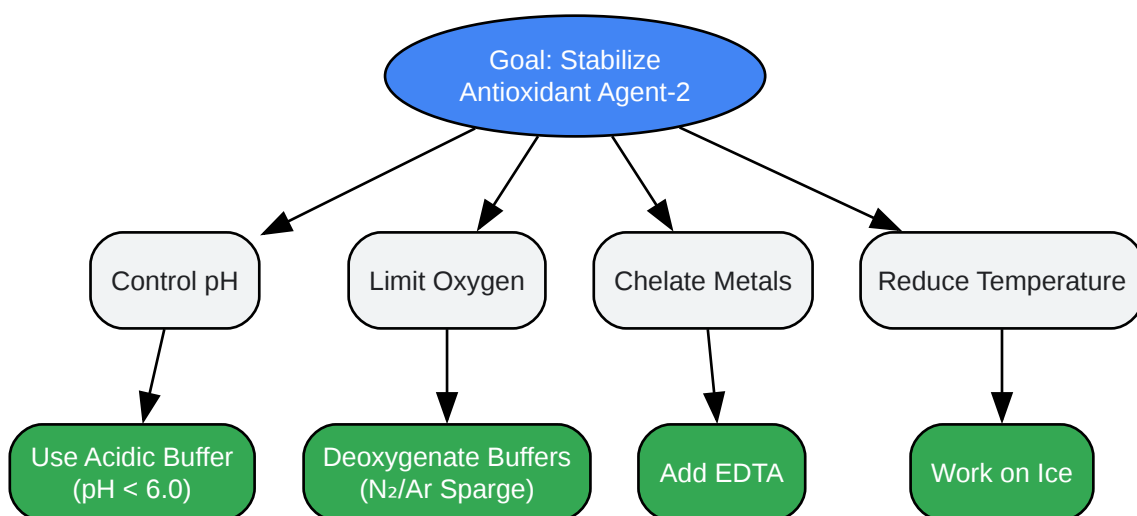 Goal: Stabilize
Antioxidant Agent-2
Control pH
Limit Oxygen
Chelate Metals
Reduce Temperature
Use Acidic Buffer
(pH < 6.0)
Deoxygenate Buffers
(N₂/Ar Sparge)
Add EDTA
Work on Ice